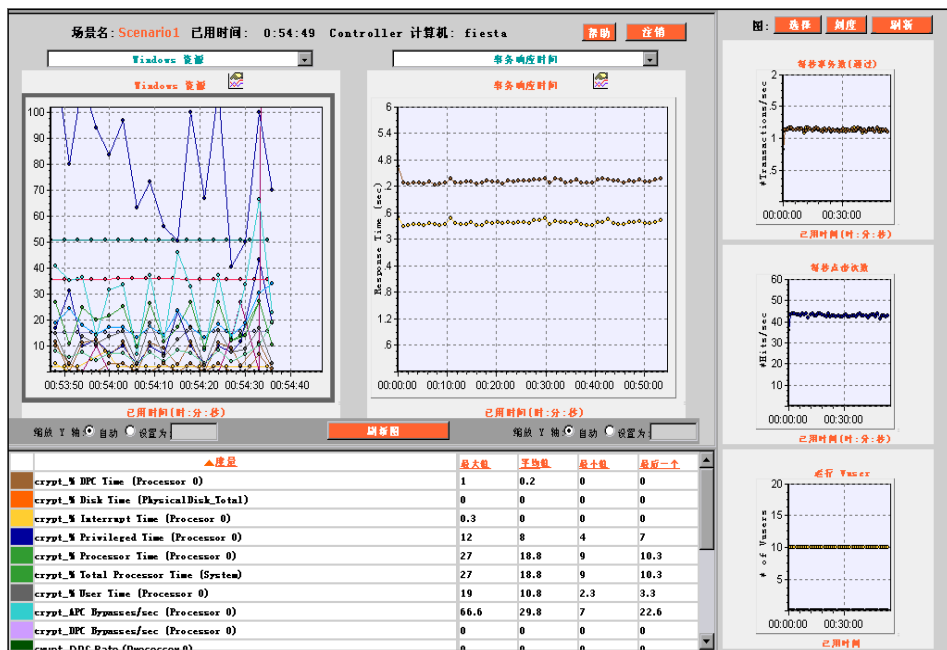 场景名: Scenario1 已用时间: 0:54:49 Controller 计算机: fiesta
帮助 注销
图: 选择 刻度 刷新
Windows 资源
事务响应时间
Windows 资源
100
90
80
70
60
50
40
30
20
10
00:53:50 00:54:00 00:54:10 00:54:20 00:54:30 00:54:40
已用时间(时:分:秒)
事务响应时间
Response Time (sec)
6
5.4
4.8
.2
.6
3
.4
.8
1.2
.6
00:00:00 00:10:00 00:20:00 00:30:00 00:40:00 00:50:00
已用时间(时:分:秒)
缩放 Y 轴: 自动 设置为:
刷新图
缩放 Y 轴: 自动 设置为:
度量 最大值 平均值 最小值 最后一个
crypt_% DPC Time (Processor 0) 1 0.2 0 0
crypt_% Disk Time (PhysicalDisk_Total) 0 0 0 0
crypt_% Interrupt Time (Procesor 0) 0.3 0 0 0
crypt_% Privileged Time (Processor 0) 12 8 4 7
crypt_% Processor Time (Processor 0) 27 18.8 9 10.3
crypt_% Total Processor Time (System) 27 18.8 9 10.3
crypt_% User Time (Processor 0) 19 10.8 2.3 3.3
crypt_APC Bypasses/sec (Processor 0) 66.6 29.8 7 22.6
crypt_DPC Bypasses/sec (Processor 0) 0 0 0 0
crypt_DPC Rate (Processor 0)
每秒事务数(通过)
#Transactions/sec
2
.5
1
.5
00:00:00 00:30:00
已用时间(时:分:秒)
每秒点击次数
#Hits/sec
60
50
40
30
20
10
00:00:00 00:30:00
已用时间(时:分:秒)
运行 Vuser
# of Vusers
20
15
10
5
00:00:00 00:30:00
已用时间